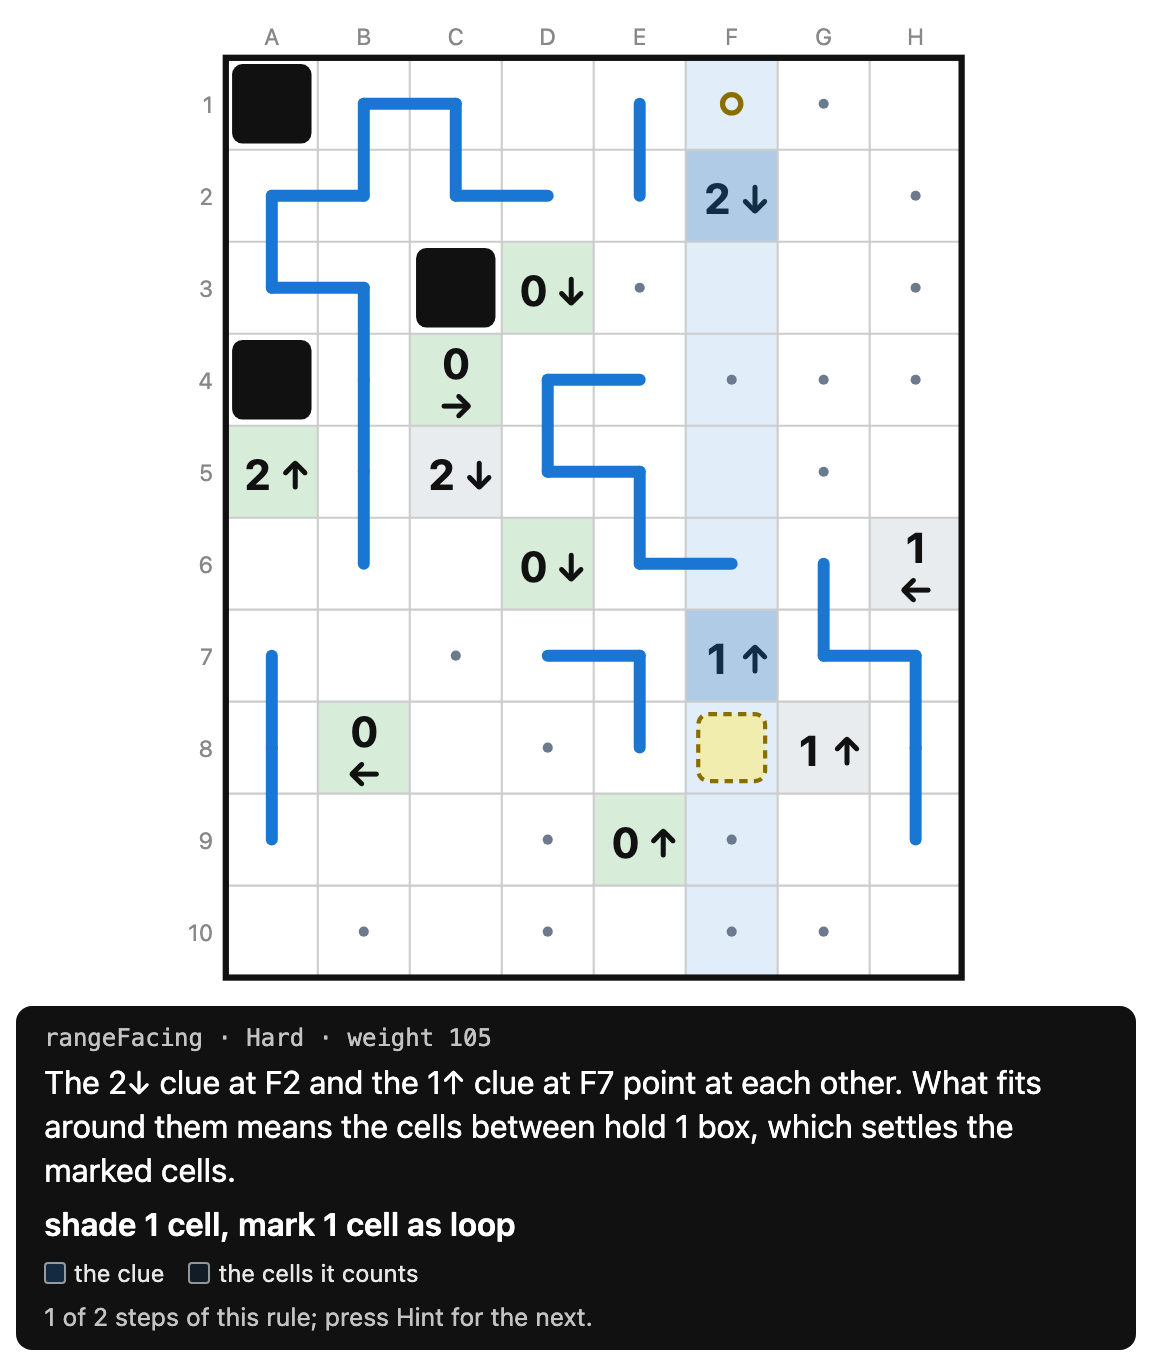 A B C D E F G H
1
2 2 ↓
3 0 ↓
4 0 →
5 2 ↑ 2 ↓
6 0 ↓ 1 ←
7 1 ↑
8 0 ← 1 ↑
9 0 ↑
10
rangeFacing · Hard · weight 105
The 2↓ clue at F2 and the 1↑ clue at F7 point at each other. What fits
around them means the cells between hold 1 box, which settles the
marked cells.
shade 1 cell, mark 1 cell as loop
the clue the cells it counts
1 of 2 steps of this rule; press Hint for the next.